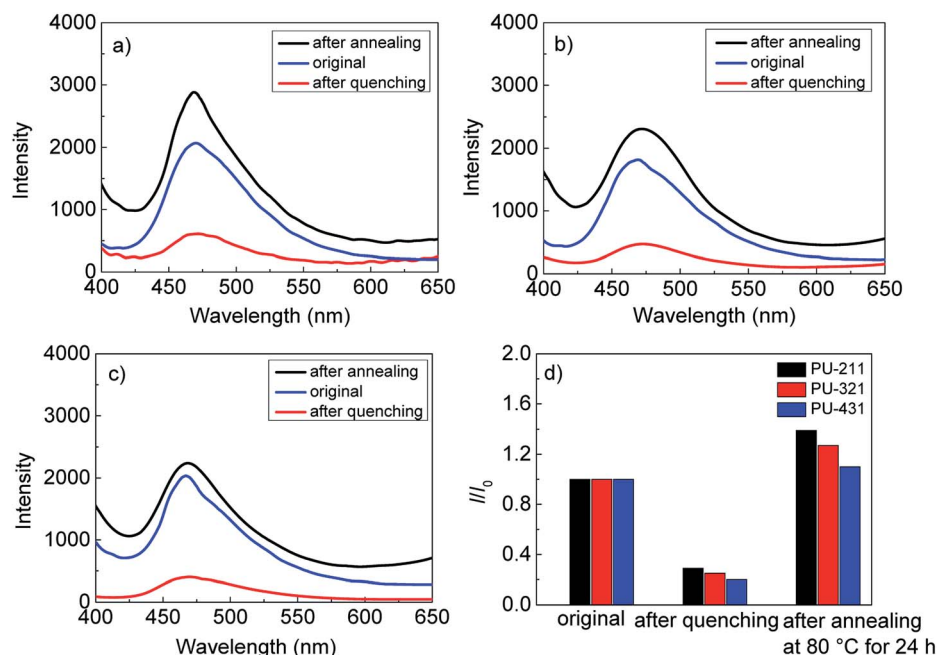 a)
after annealing
original
after quenching
4000
3000
2000
1000
0
400 450 500 550 600 650
Intensity
Wavelength (nm)
b)
after annealing
original
after quenching
4000
3000
2000
1000
0
400 450 500 550 600 650
Intensity
Wavelength (nm)
c)
after annealing
original
after quenching
4000
3000
2000
1000
0
400 450 500 550 600 650
Intensity
Wavelength (nm)
d)
PU-211
PU-321
PU-431
2.0
1.6
1.2
0.8
0.4
0.0
I/I0
original after quenching after annealing
at 80 °C for 24 h